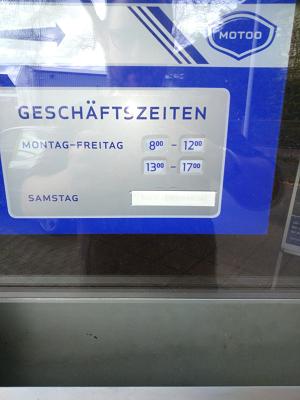 MOTOO
GESCHÄFTSZEITEN
MONTAG-FREITAG 8⁰⁰ - 12⁰⁰
13⁰⁰ - 17⁰⁰
SAMSTAG